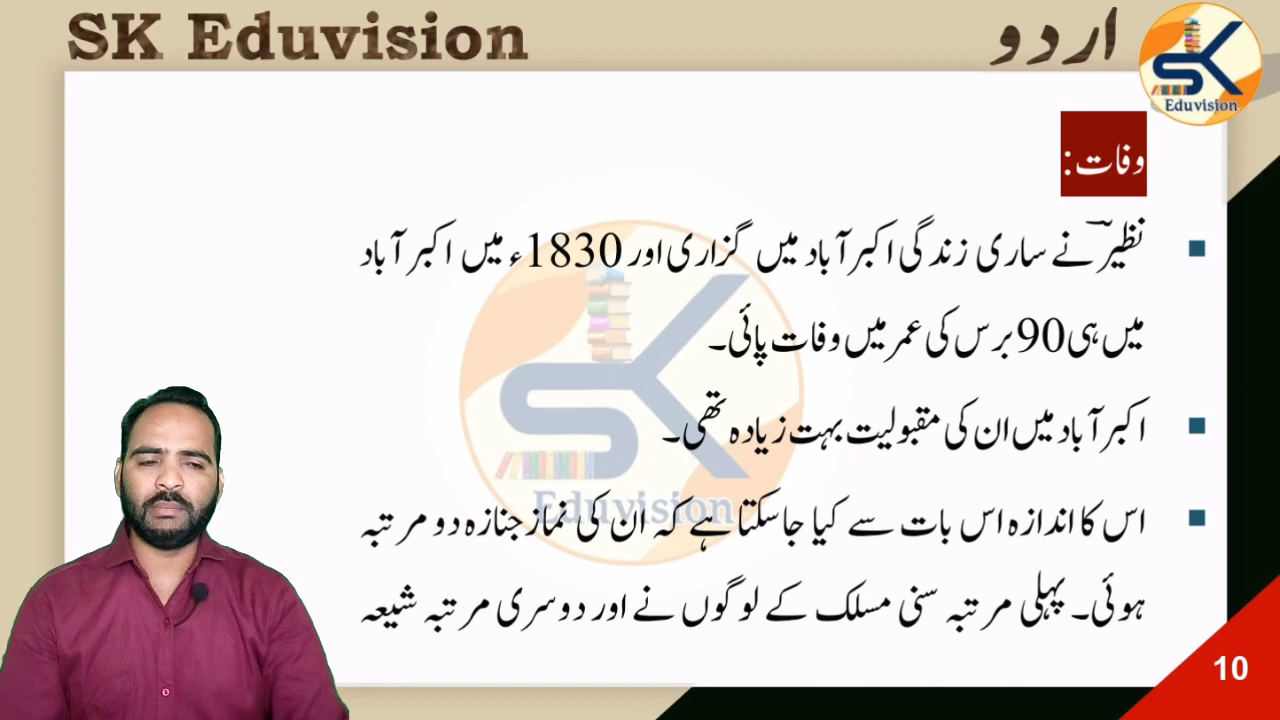 SK Eduvision
اردو
SK
Eduvision
وفات:
نظیرؔ نے ساری زندگی اکبر آباد میں گزاری اور 1830ء میں اکبر آباد
میں ہی 90 برس کی عمر میں وفات پائی۔
اکبر آباد میں ان کی مقبولیت بہت زیادہ تھی۔
اس کا اندازہ اس بات سے کیا جاسکتا ہے کہ ان کی نماز جنازہ دو مرتبہ
ہوئی۔ پہلی مرتبہ سنی مسلک کے لوگوں نے اور دوسری مرتبہ شیعہ
SK
Eduvision
10